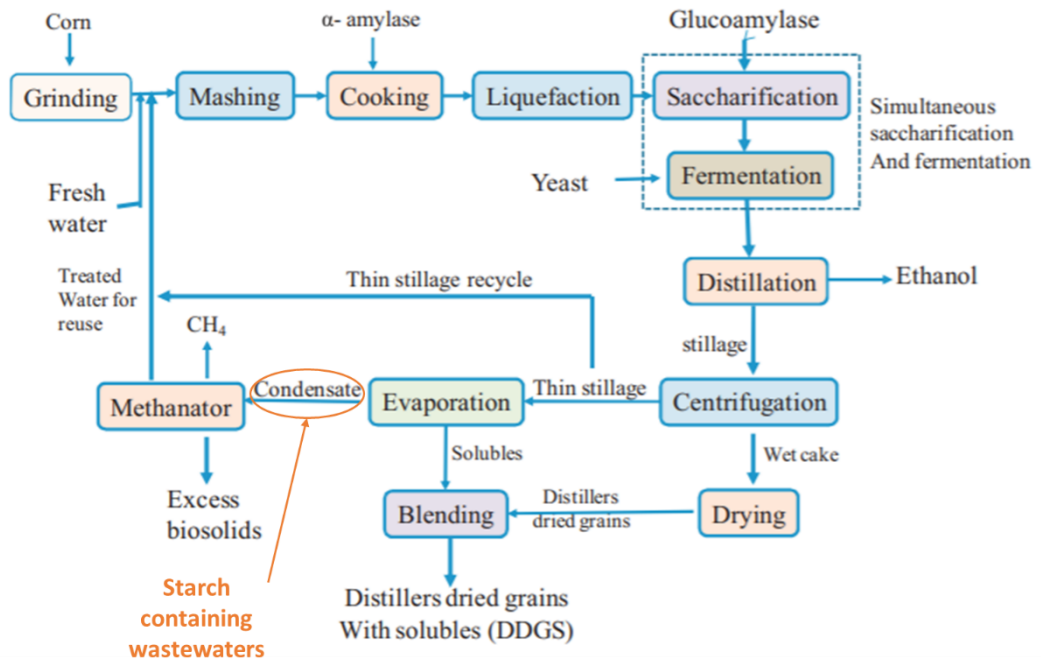 Corn
α- amylase
Glucoamylase
Grinding
Mashing
Cooking
Liquefaction
Saccharification
Simultaneous
saccharification
And fermentation
Yeast
Fermentation
Fresh
water
Distillation
Ethanol
Treated
Water for
reuse
Thin stillage recycle
CH₄
stillage
Methanator
Condensate
Evaporation
Thin stillage
Centrifugation
Solubles
Wet cake
Excess
biosolids
Blending
Distillers
dried grains
Drying
Starch
containing
wastewaters
Distillers dried grains
With solubles (DDGS)